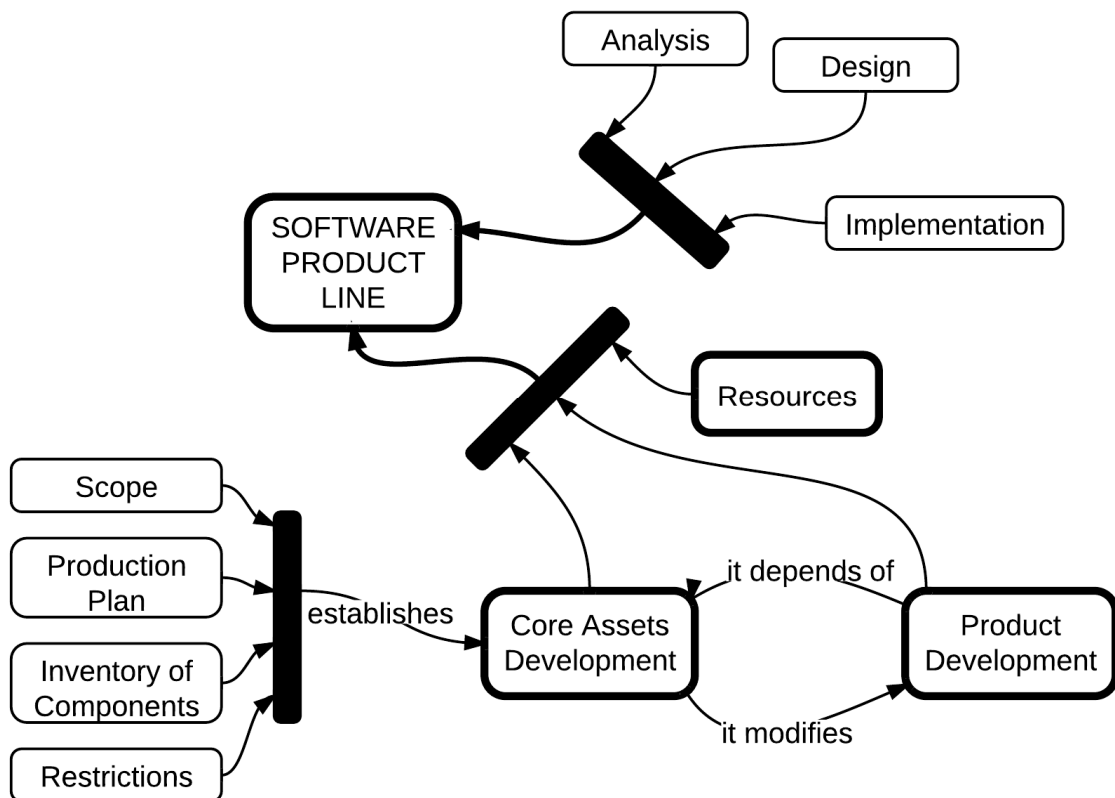 Analysis
Design
SOFTWARE
PRODUCT
LINE
Implementation
Resources
Scope
Production
Plan
establishes
it depends of
Core Assets
Development
Product
Development
Inventory of
Components
it modifies
Restrictions